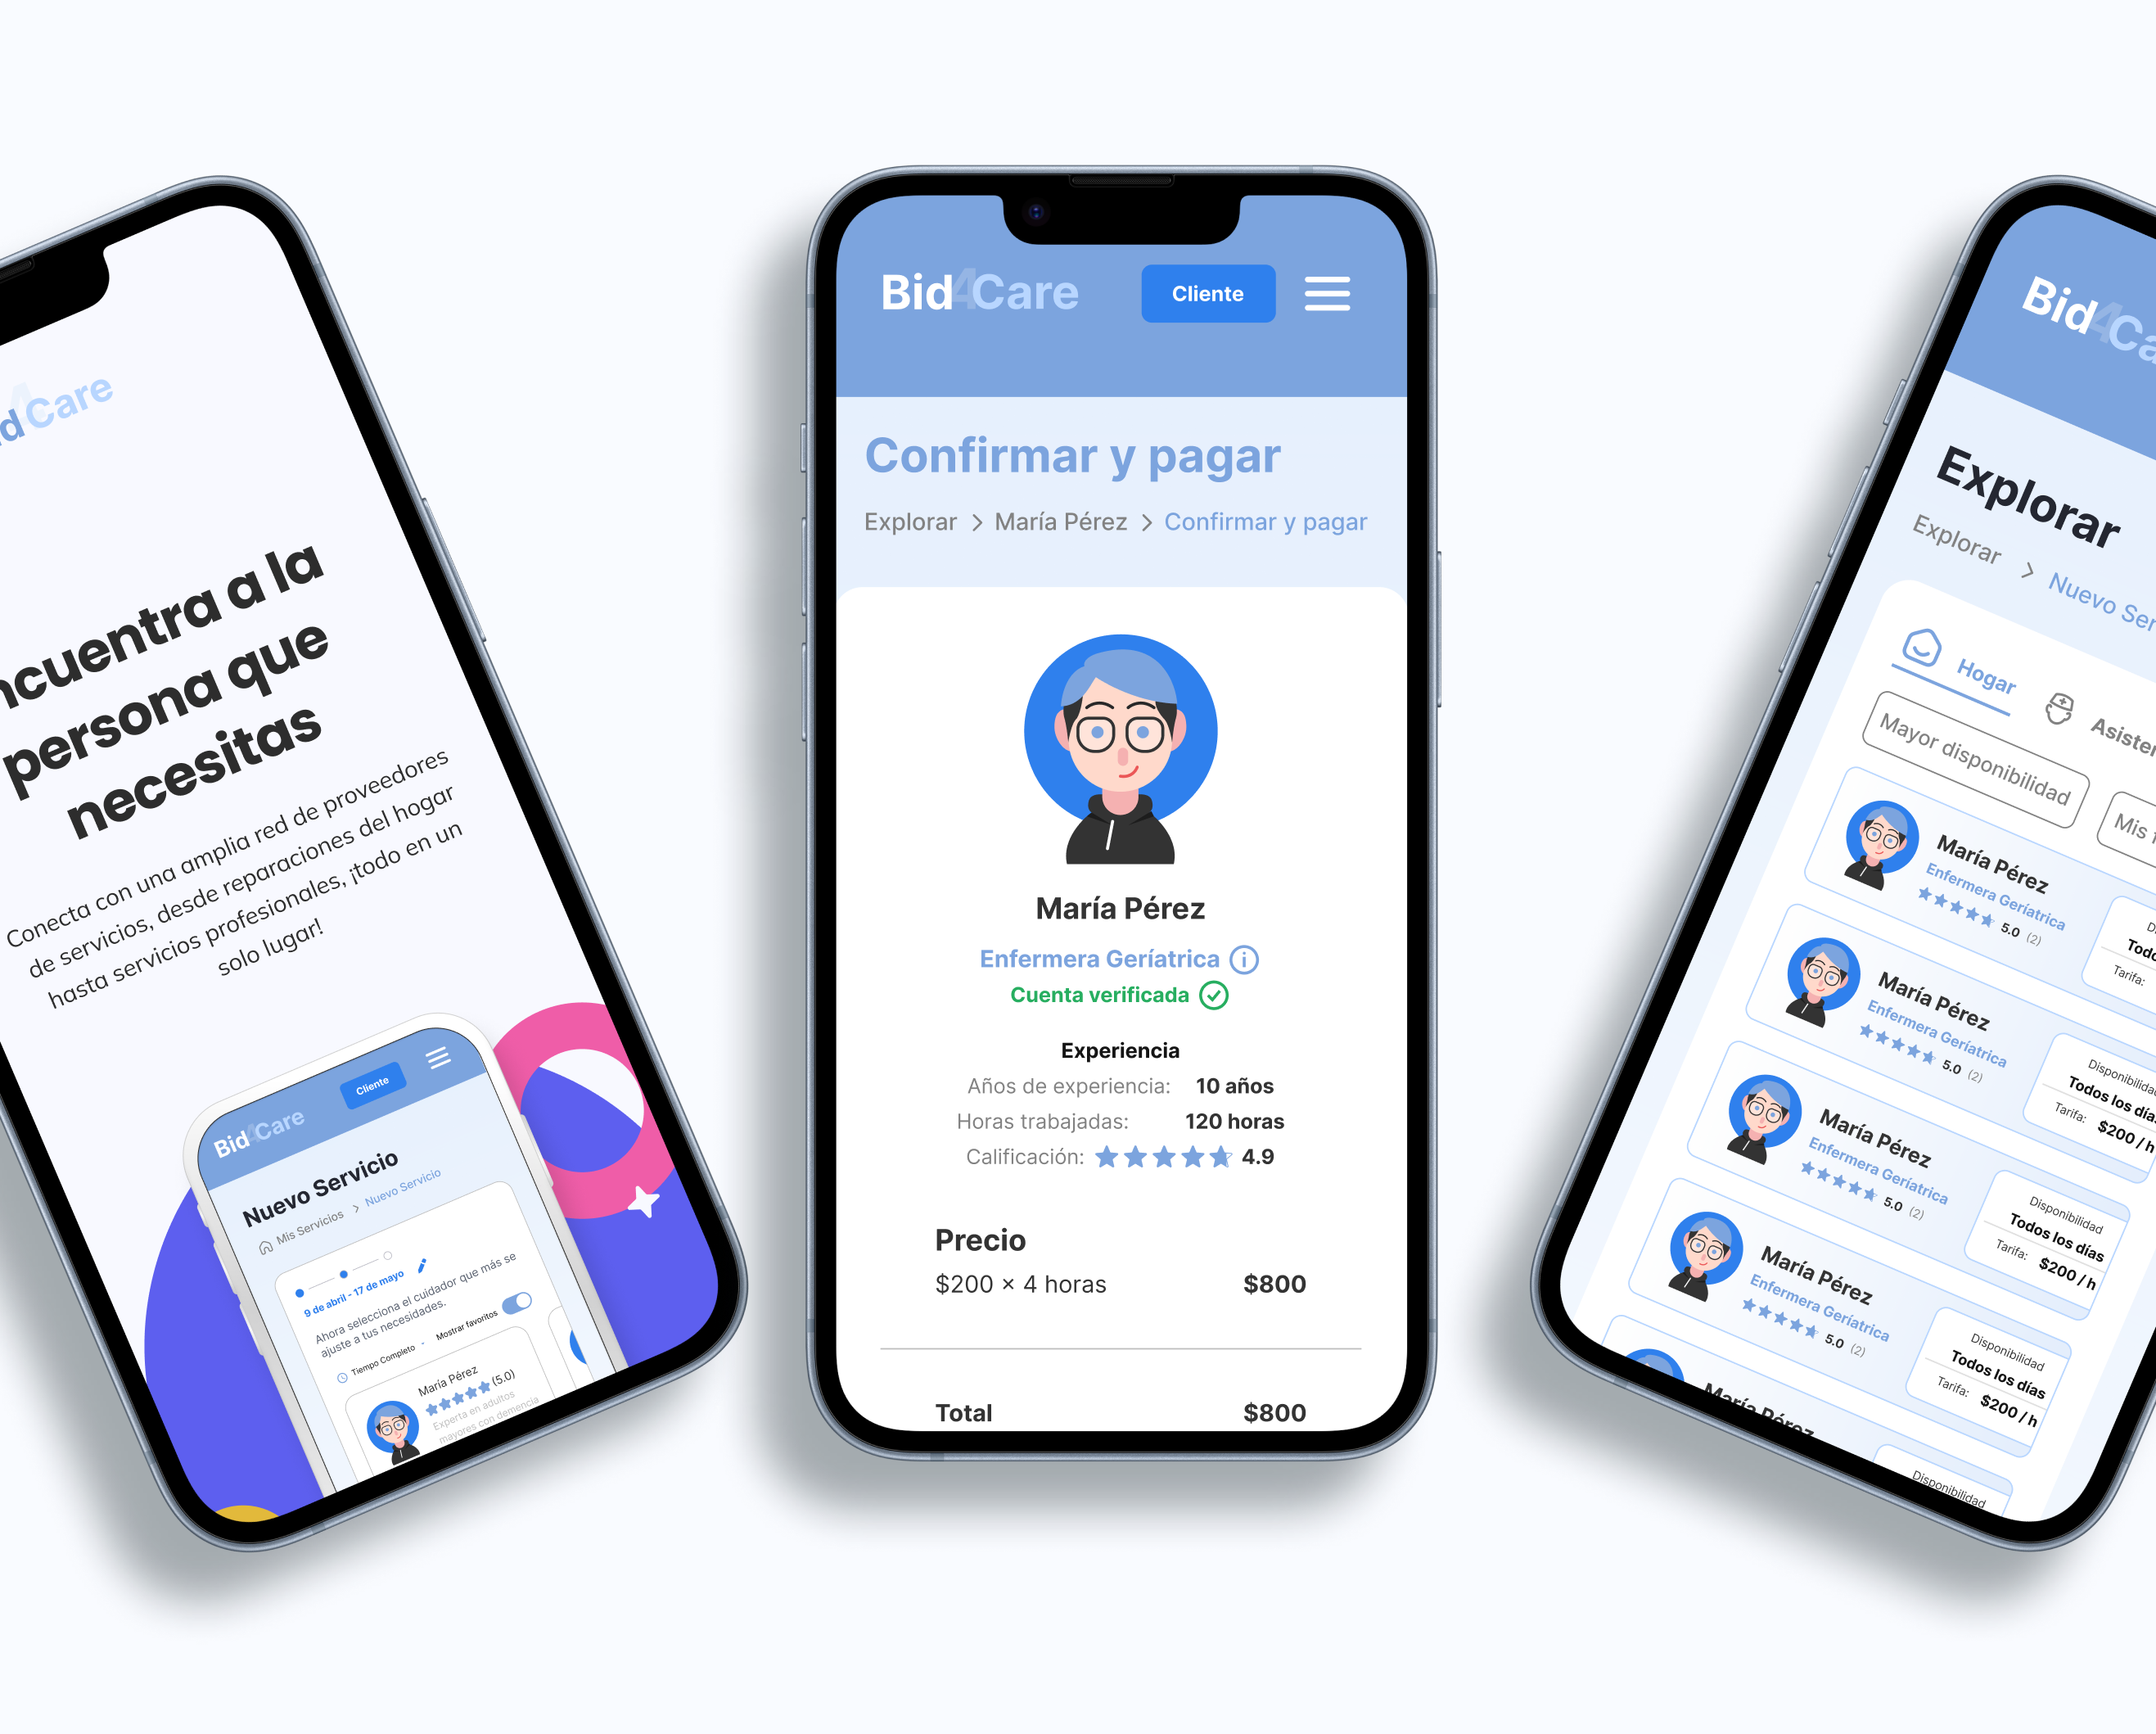 Care
ncuentra a la
persona que
necesitas
Conecta con una amplia red de proveedores
de servicios, desde reparaciones del hogar
hasta servicios profesionales, ¡todo en un
solo lugar!
Bid4Care
Cliente
Nuevo Servicio
Mis Servicios > Nuevo Servicio
9 de abril - 17 de mayo
Ahora selecciona el cuidador que más se
ajuste a tus necesidades.
Tiempo Completo - Mostrar favoritos
María Pérez
(5.0)
Experta en adultos
mayores con demencia
Bid4Care
Cliente
Confirmar y pagar
Explorar > María Pérez > Confirmar y pagar
María Pérez
Enfermera Geríatrica
Cuenta verificada
Experiencia
Años de experiencia: 10 años
Horas trabajadas: 120 horas
Calificación: 4.9
Precio
$200 × 4 horas $800
Total $800
Bid4Ca
Explorar
Explorar > Nuevo Ser
Hogar
Asister
Mayor disponibilidad
Mis f
María Pérez
Enfermera Geríatrica
5.0 (2)
D
Todo
Tarifa:
María Pérez
Enfermera Geríatrica
5.0 (2)
Disponibilida
Todos los día
Tarifa: $200 / h
María Pérez
Enfermera Geríatrica
5.0 (2)
Disponibilidad
Todos los días
Tarifa: $200 / h
María Pérez
Enfermera Geríatrica
5.0 (2)
Disponibilidad
Todos los días
Tarifa: $200 / h
María Pérez
Disponibilidad